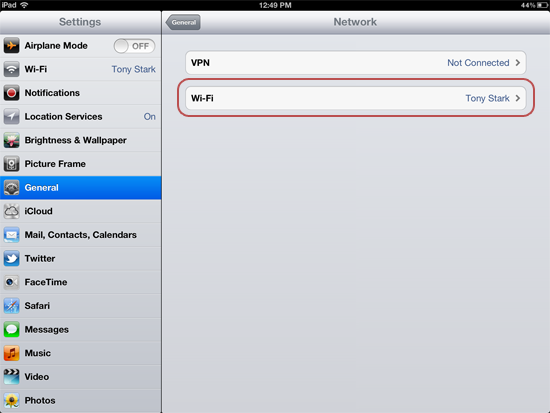 iPad 12:49 PM 44%
Settings
Airplane Mode OFF
Wi-Fi Tony Stark
Notifications
Location Services On
Brightness & Wallpaper
Picture Frame
General
iCloud
Mail, Contacts, Calendars
Twitter
FaceTime
Safari
Messages
Music
Video
Photos
General Network
VPN Not Connected
Wi-Fi Tony Stark